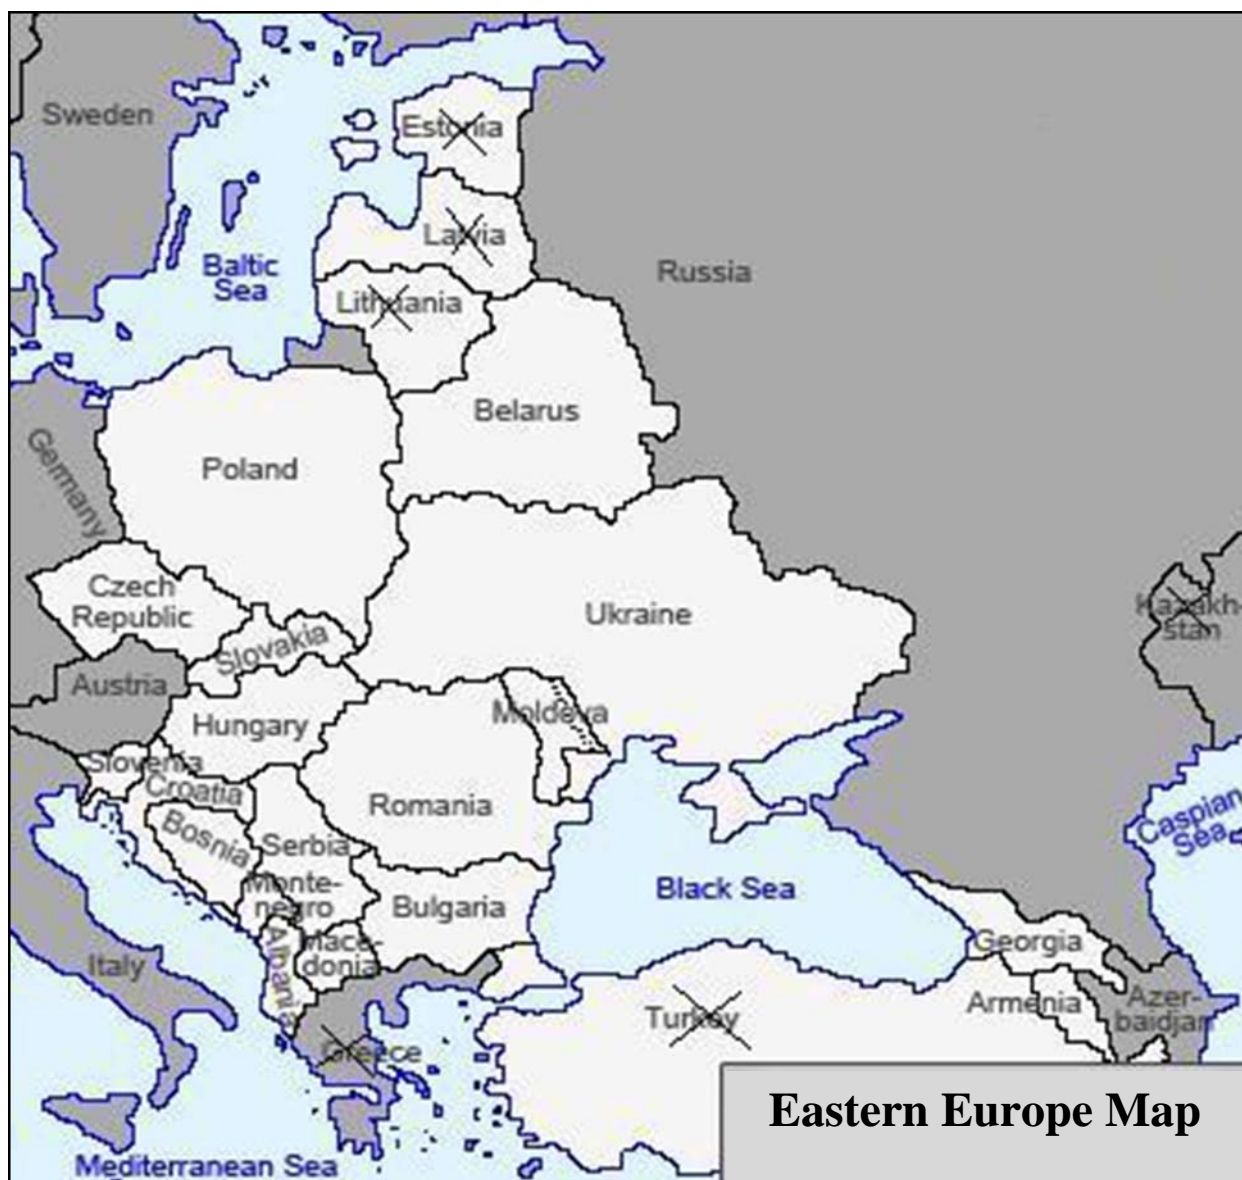 Sweden
Estonia
Latvia
Baltic
Sea
Russia
Lithuania
Belarus
Germany
Poland
Czech
Republic
Kazakh-
stan
Ukraine
Slovakia
Austria
Moldova
Hungary
Slovenia
Croatia
Romania
Caspian
Sea
Bosnia
Serbia
Black Sea
Monte-
negro
Bulgaria
Albania
Mace-
donia
Georgia
Italy
Armenia
Azer-
baidjan
Turkey
Greece
Eastern Europe Map
Mediterranean Sea